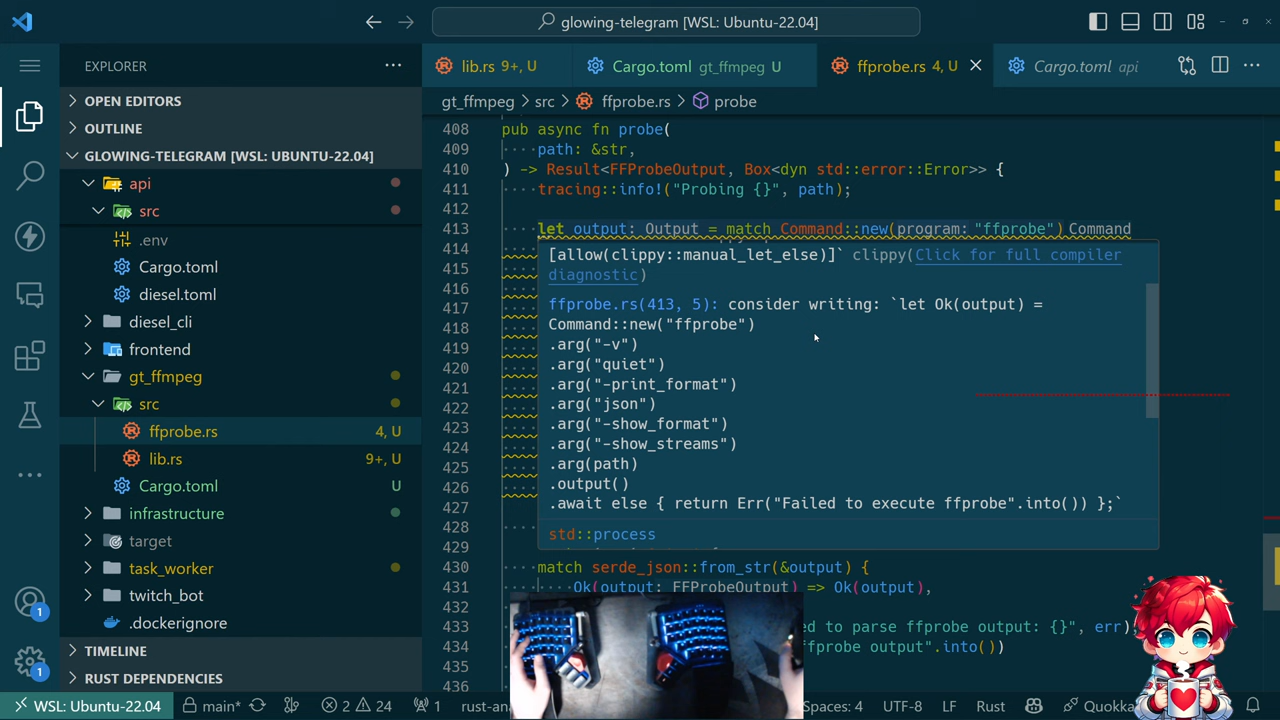 glowing-telegram [WSL: Ubuntu-22.04]
EXPLORER
OPEN EDITORS
OUTLINE
GLOWING-TELEGRAM [WSL: UBUNTU-22.04]
api
src
.env
Cargo.toml
diesel.toml
diesel_cli
frontend
gt_ffmpeg
src
ffprobe.rs 4, U
lib.rs 9+, U
Cargo.toml U
infrastructure
target
task_worker
twitch_bot
.dockerignore
TIMELINE
RUST DEPENDENCIES
1
1
lib.rs 9+, U
Cargo.toml gt_ffmpeg U
ffprobe.rs 4, U
Cargo.toml api
gt_ffmpeg > src > ffprobe.rs > probe
408 pub async fn probe(
409 path: &str,
410 ) -> Result<FFProbeOutput, Box<dyn std::error::Error>> {
411 tracing::info!("Probing {}", path);
412
413 let output: Output = match Command::new(program: "ffprobe") Command
414
415
416
417
418
419
420
421
422
423
424
425
426
427
428
429
[allow(clippy::manual_let_else)]` clippy(Click for full compiler
diagnostic)
ffprobe.rs(413, 5): consider writing: `let Ok(output) =
Command::new("ffprobe")
.arg("-v")
.arg("quiet")
.arg("-print_format")
.arg("json")
.arg("-show_format")
.arg("-show_streams")
.arg(path)
.output()
.await else { return Err("Failed to execute ffprobe".into()) };`
std::process
430 match serde_json::from_str(&output) {
431 Ok(output: FFProbeOutput) => Ok(output),
432
433 ed to parse ffprobe output: {}", err)
434 ffprobe output".into())
435
436
WSL: Ubuntu-22.04 main* 2 24 1 rust-an Spaces: 4 UTF-8 LF Rust Quokka